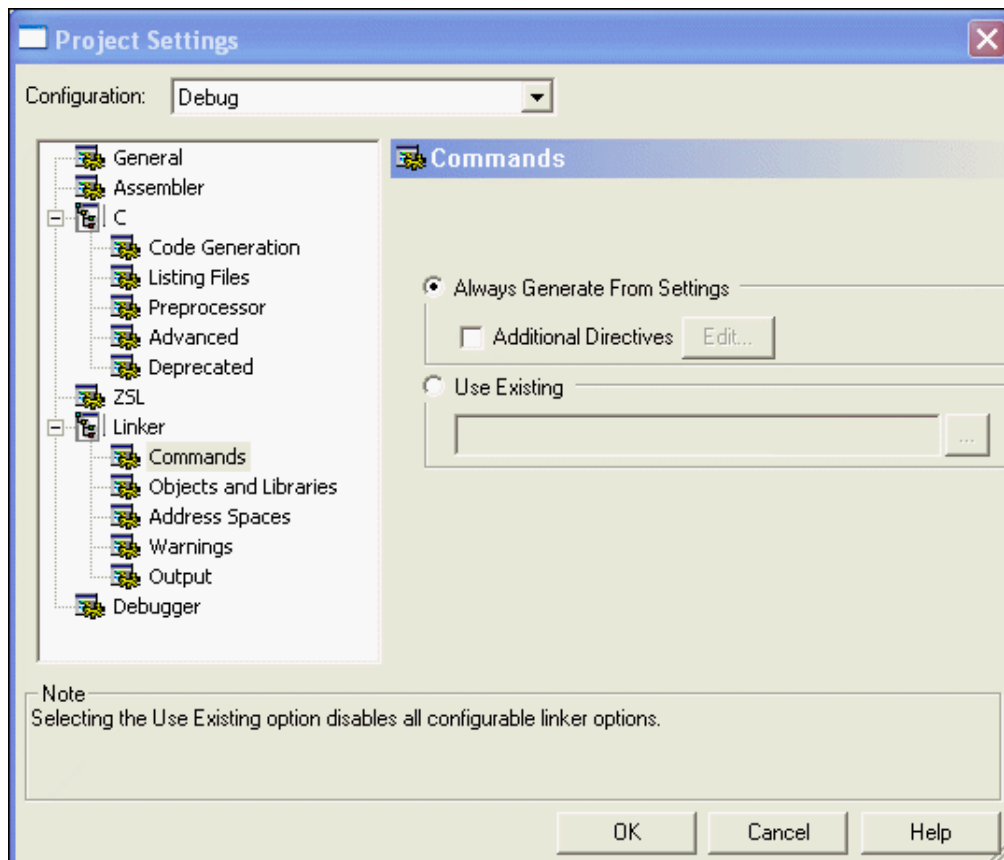 Project Settings
Configuration: Debug
General
Assembler
C
Code Generation
Listing Files
Preprocessor
Advanced
Deprecated
ZSL
Linker
Commands
Objects and Libraries
Address Spaces
Warnings
Output
Debugger
Commands
Always Generate From Settings
Additional Directives Edit...
Use Existing
...
Note
Selecting the Use Existing option disables all configurable linker options.
OK Cancel Help